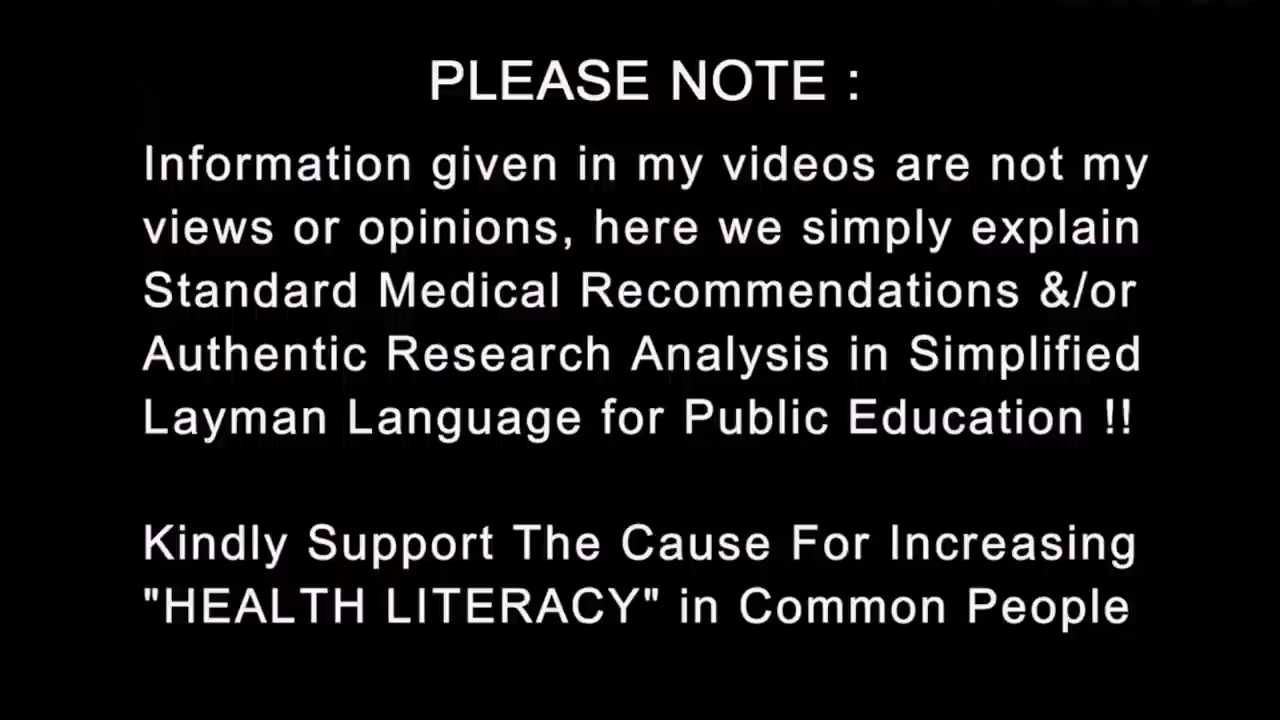 PLEASE NOTE :
Information given in my videos are not my
views or opinions, here we simply explain
Standard Medical Recommendations &/or
Authentic Research Analysis in Simplified
Layman Language for Public Education !!
Kindly Support The Cause For Increasing
"HEALTH LITERACY" in Common People